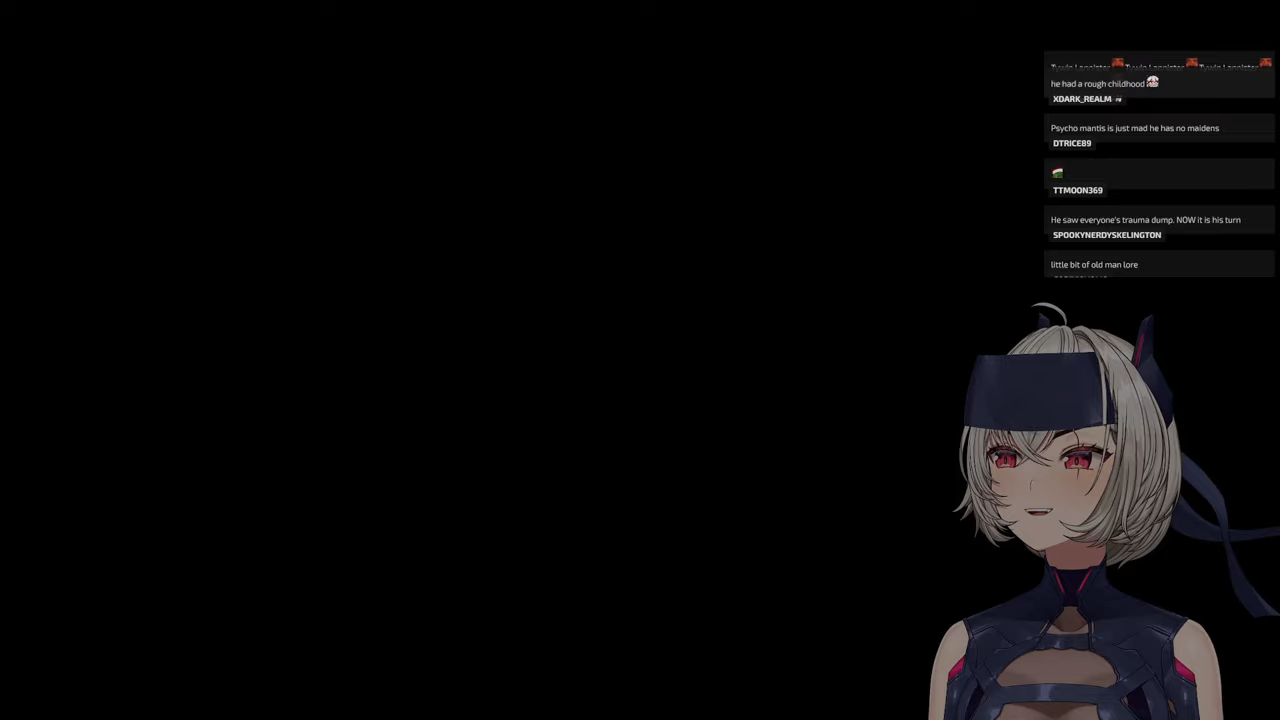 he had a rough childhood
XDARK_REALM
Psycho mantis is just mad he has no maidens
DTRICE89
TTMOON369
He saw everyone's trauma dump. NOW it is his turn
SPOOKYNERDYSKELINGTON
little bit of old man lore